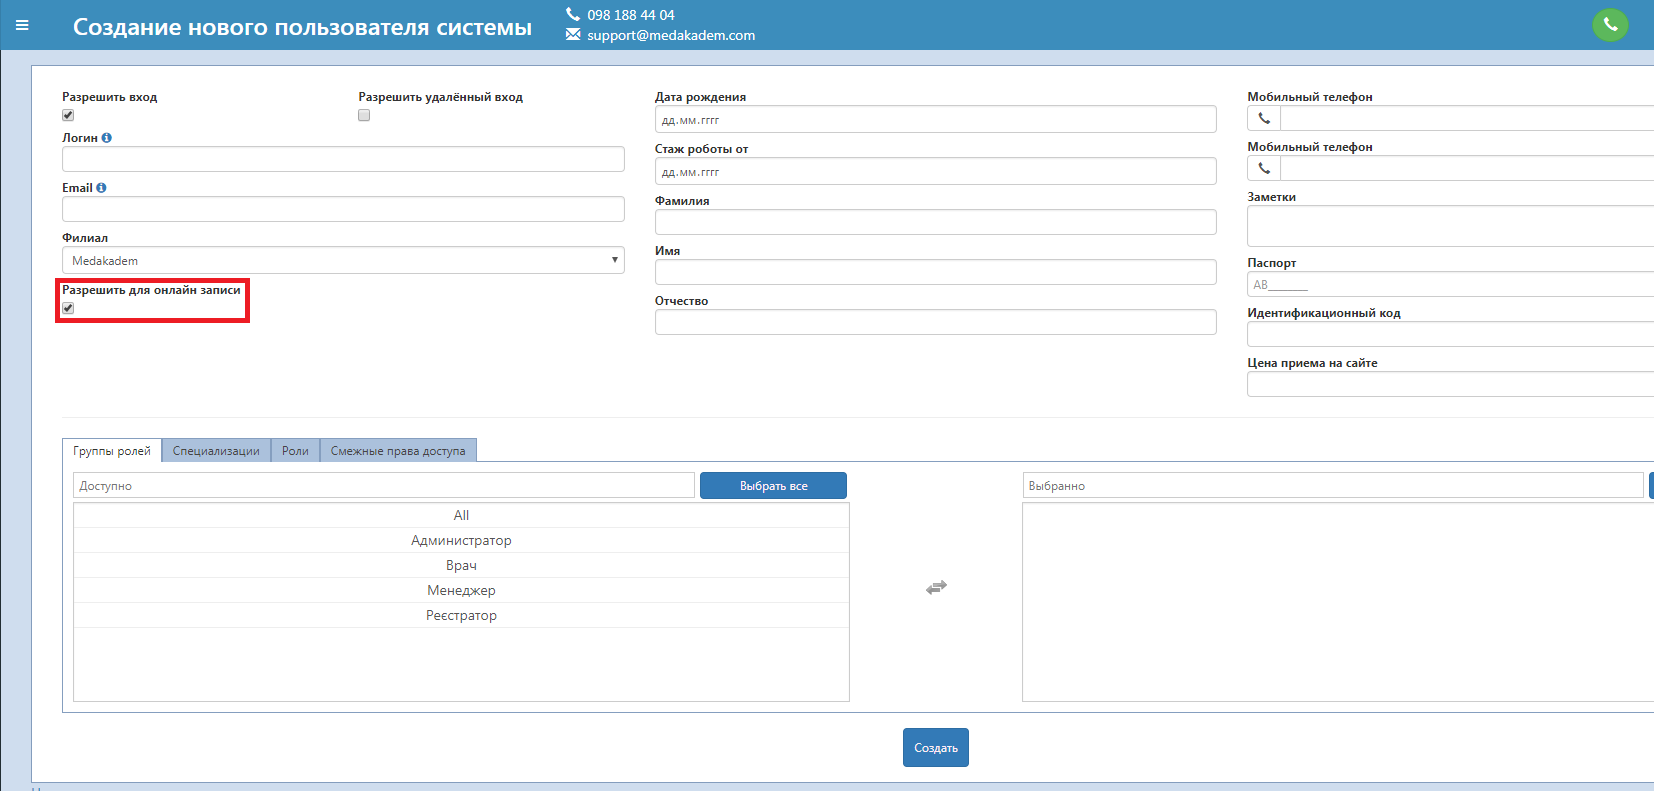 Создание нового пользователя системы
098 188 44 04
support@medakadem.com
Разрешить вход
Разрешить удалённый вход
Логин
Email
Филиал
Medakadem
Разрешить для онлайн записи
Дата рождения
дд.мм.гггг
Стаж роботы от
дд.мм.гггг
Фамилия
Имя
Отчество
Мобильный телефон
Мобильный телефон
Заметки
Паспорт
АВ______
Идентификационный код
Цена приема на сайте
Группы ролей
Специализации
Роли
Смежные права доступа
Доступно
Выбрать все
All
Администратор
Врач
Менеджер
Реєстратор
Выбранно
Создать